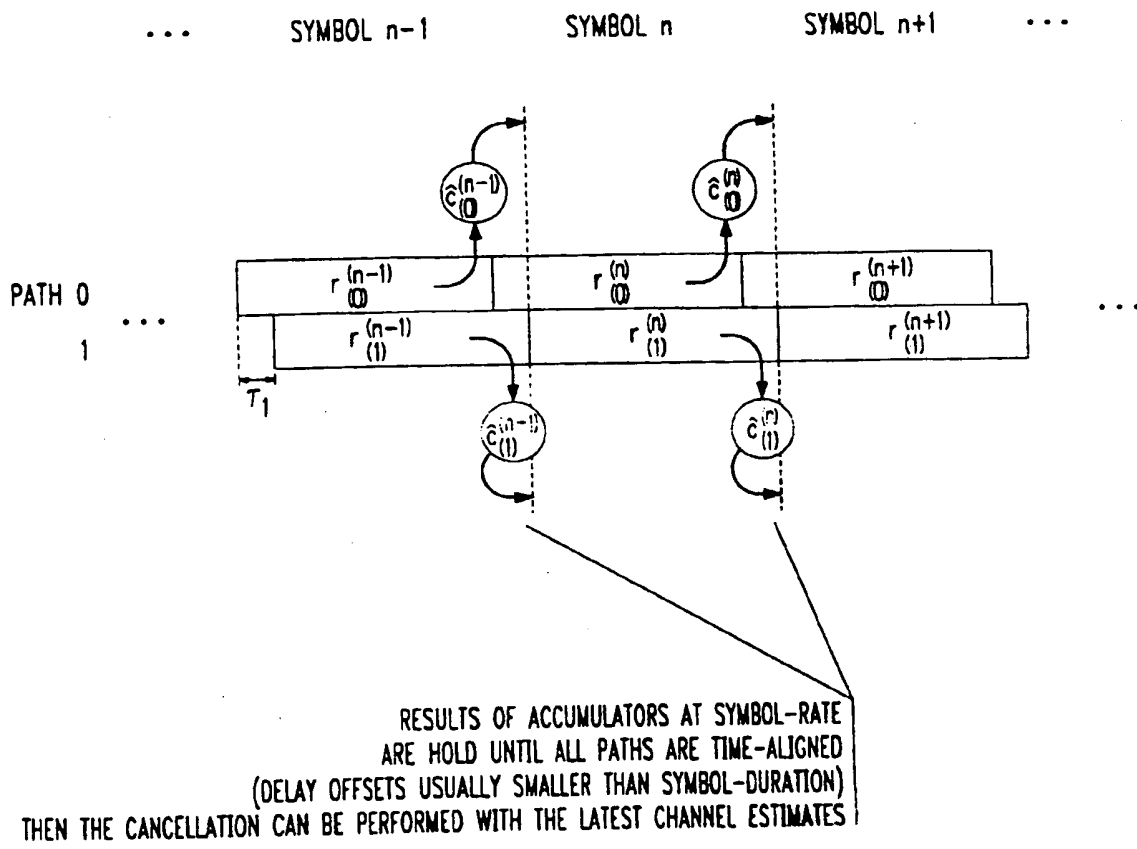 ... SYMBOL n-1 SYMBOL n SYMBOL n+1 ...
ĉ(0)(n-1) ĉ(0)(n)
PATH 0 r(0)(n-1) r(0)(n) r(0)(n+1)
... ...
1 r(1)(n-1) r(1)(n) r(1)(n+1)
τ1
ĉ(1)(n-1) ĉ(1)(n)
RESULTS OF ACCUMULATORS AT SYMBOL-RATE
ARE HOLD UNTIL ALL PATHS ARE TIME-ALIGNED
(DELAY OFFSETS USUALLY SMALLER THAN SYMBOL-DURATION)
THEN THE CANCELLATION CAN BE PERFORMED WITH THE LATEST CHANNEL ESTIMATES